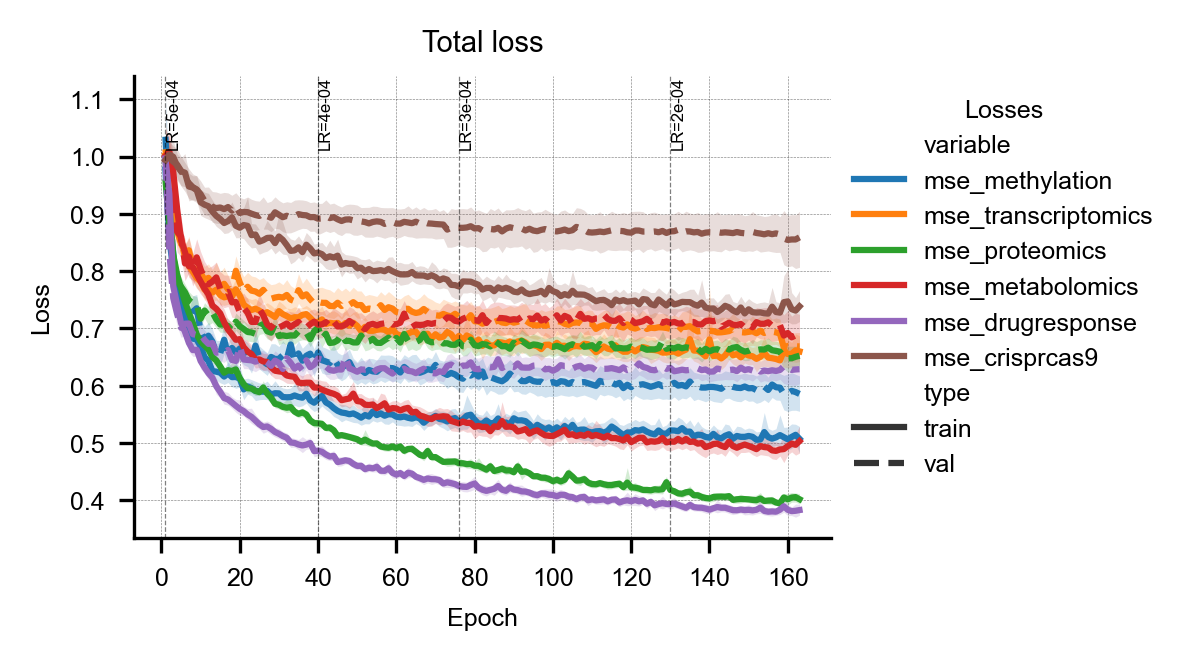 Total loss
Loss
1.1
1.0
0.9
0.8
0.7
0.6
0.5
0.4
LR=5e-04
LR=4e-04
LR=3e-04
LR=2e-04
0 20 40 60 80 100 120 140 160
Epoch
Losses
variable
mse_methylation
mse_transcriptomics
mse_proteomics
mse_metabolomics
mse_drugresponse
mse_crisprcas9
type
train
val